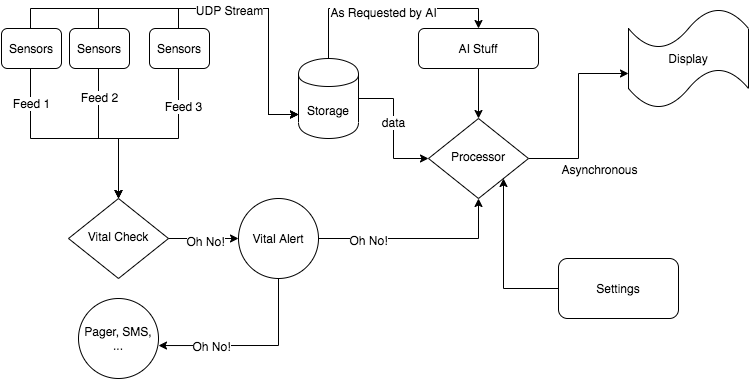 UDP Stream
As Requested by AI
Sensors
Sensors
Sensors
AI Stuff
Display
Feed 1
Feed 2
Feed 3
Storage
data
Processor
Asynchronous
Vital Check
Oh No!
Vital Alert
Oh No!
Settings
Pager, SMS,
...
Oh No!